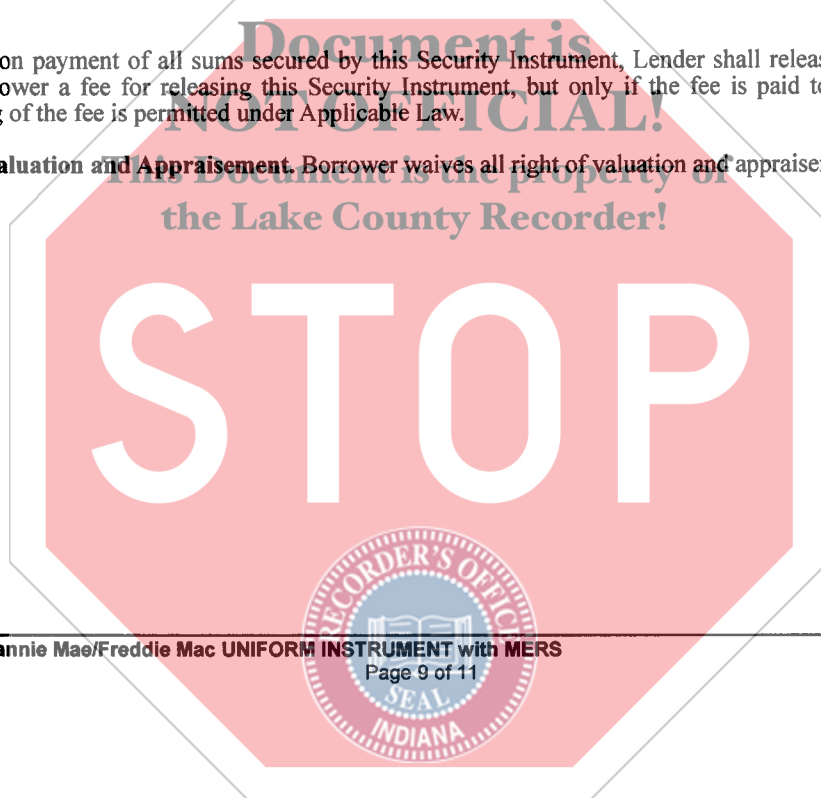 Document is
on payment of all sums secured by this Security Instrument, Lender shall releas
ower a fee for releasing this Security Instrument, but only if the fee is paid to
NOT OFFICIAL!
g of the fee is permitted under Applicable Law.
aluation and Appraisement. Borrower waives all right of valuation and appraise
This Document is the property of
the Lake County Recorder!
STOP
RECORDER'S OFFICE
annie Mae/Freddie Mac UNIFORM INSTRUMENT with MERS
Page 9 of 11
SEAL
INDIANA